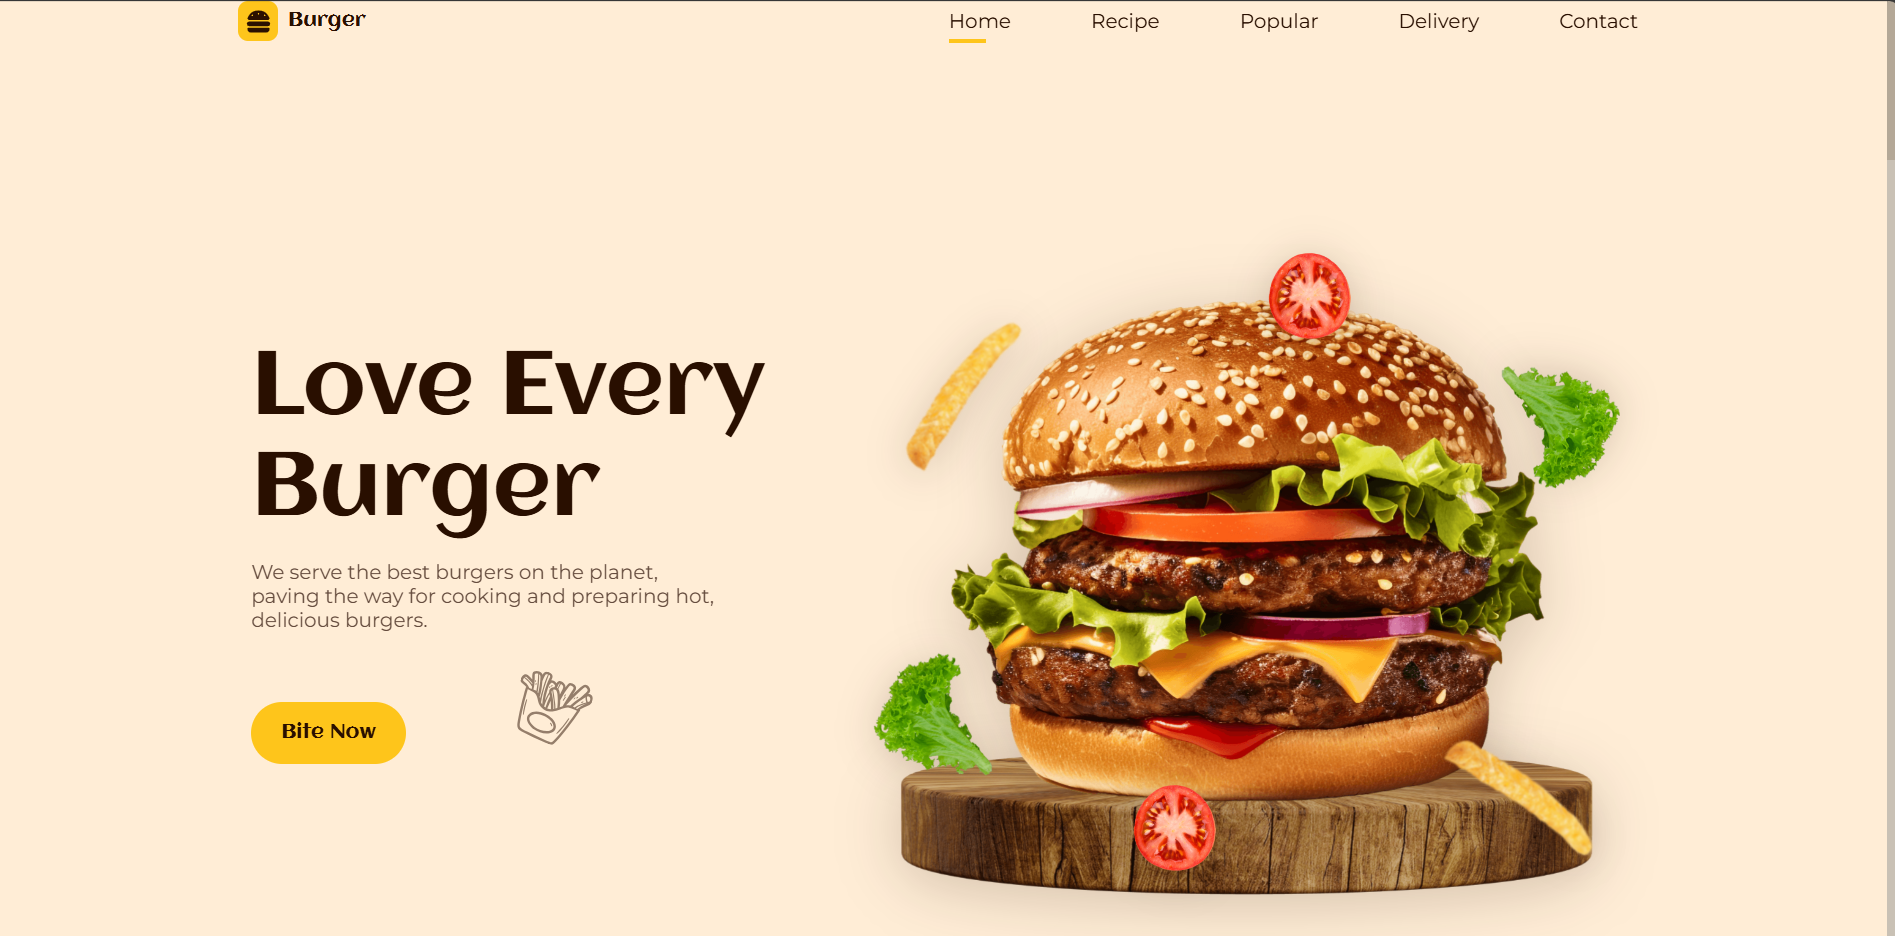 Burger
Home Recipe Popular Delivery Contact
Love Every
Burger
We serve the best burgers on the planet,
paving the way for cooking and preparing hot,
delicious burgers.
Bite Now